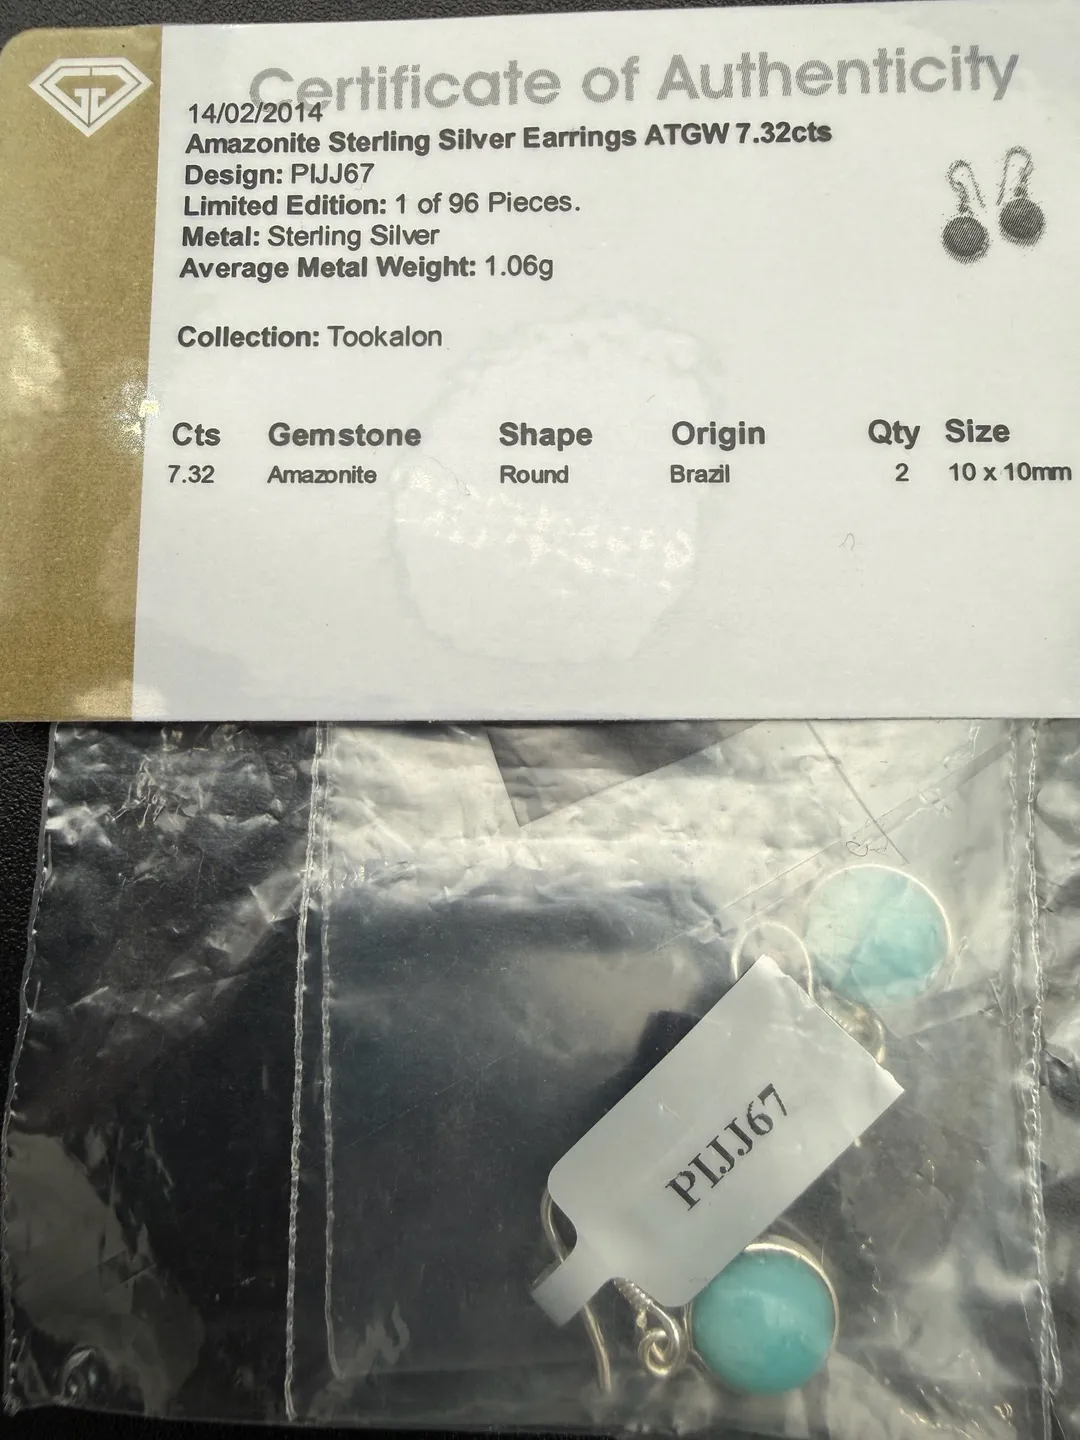 Certificate of Authenticity
14/02/2014
Amazonite Sterling Silver Earrings ATGW 7.32cts
Design: PIJJ67
Limited Edition: 1 of 96 Pieces.
Metal: Sterling Silver
Average Metal Weight: 1.06g
Collection: Tookalon
Cts Gemstone Shape Origin Qty Size
7.32 Amazonite Round Brazil 2 10 x 10mm
PIJJ67